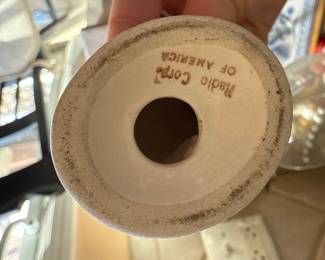 Radio Corp.
OF AMERICA